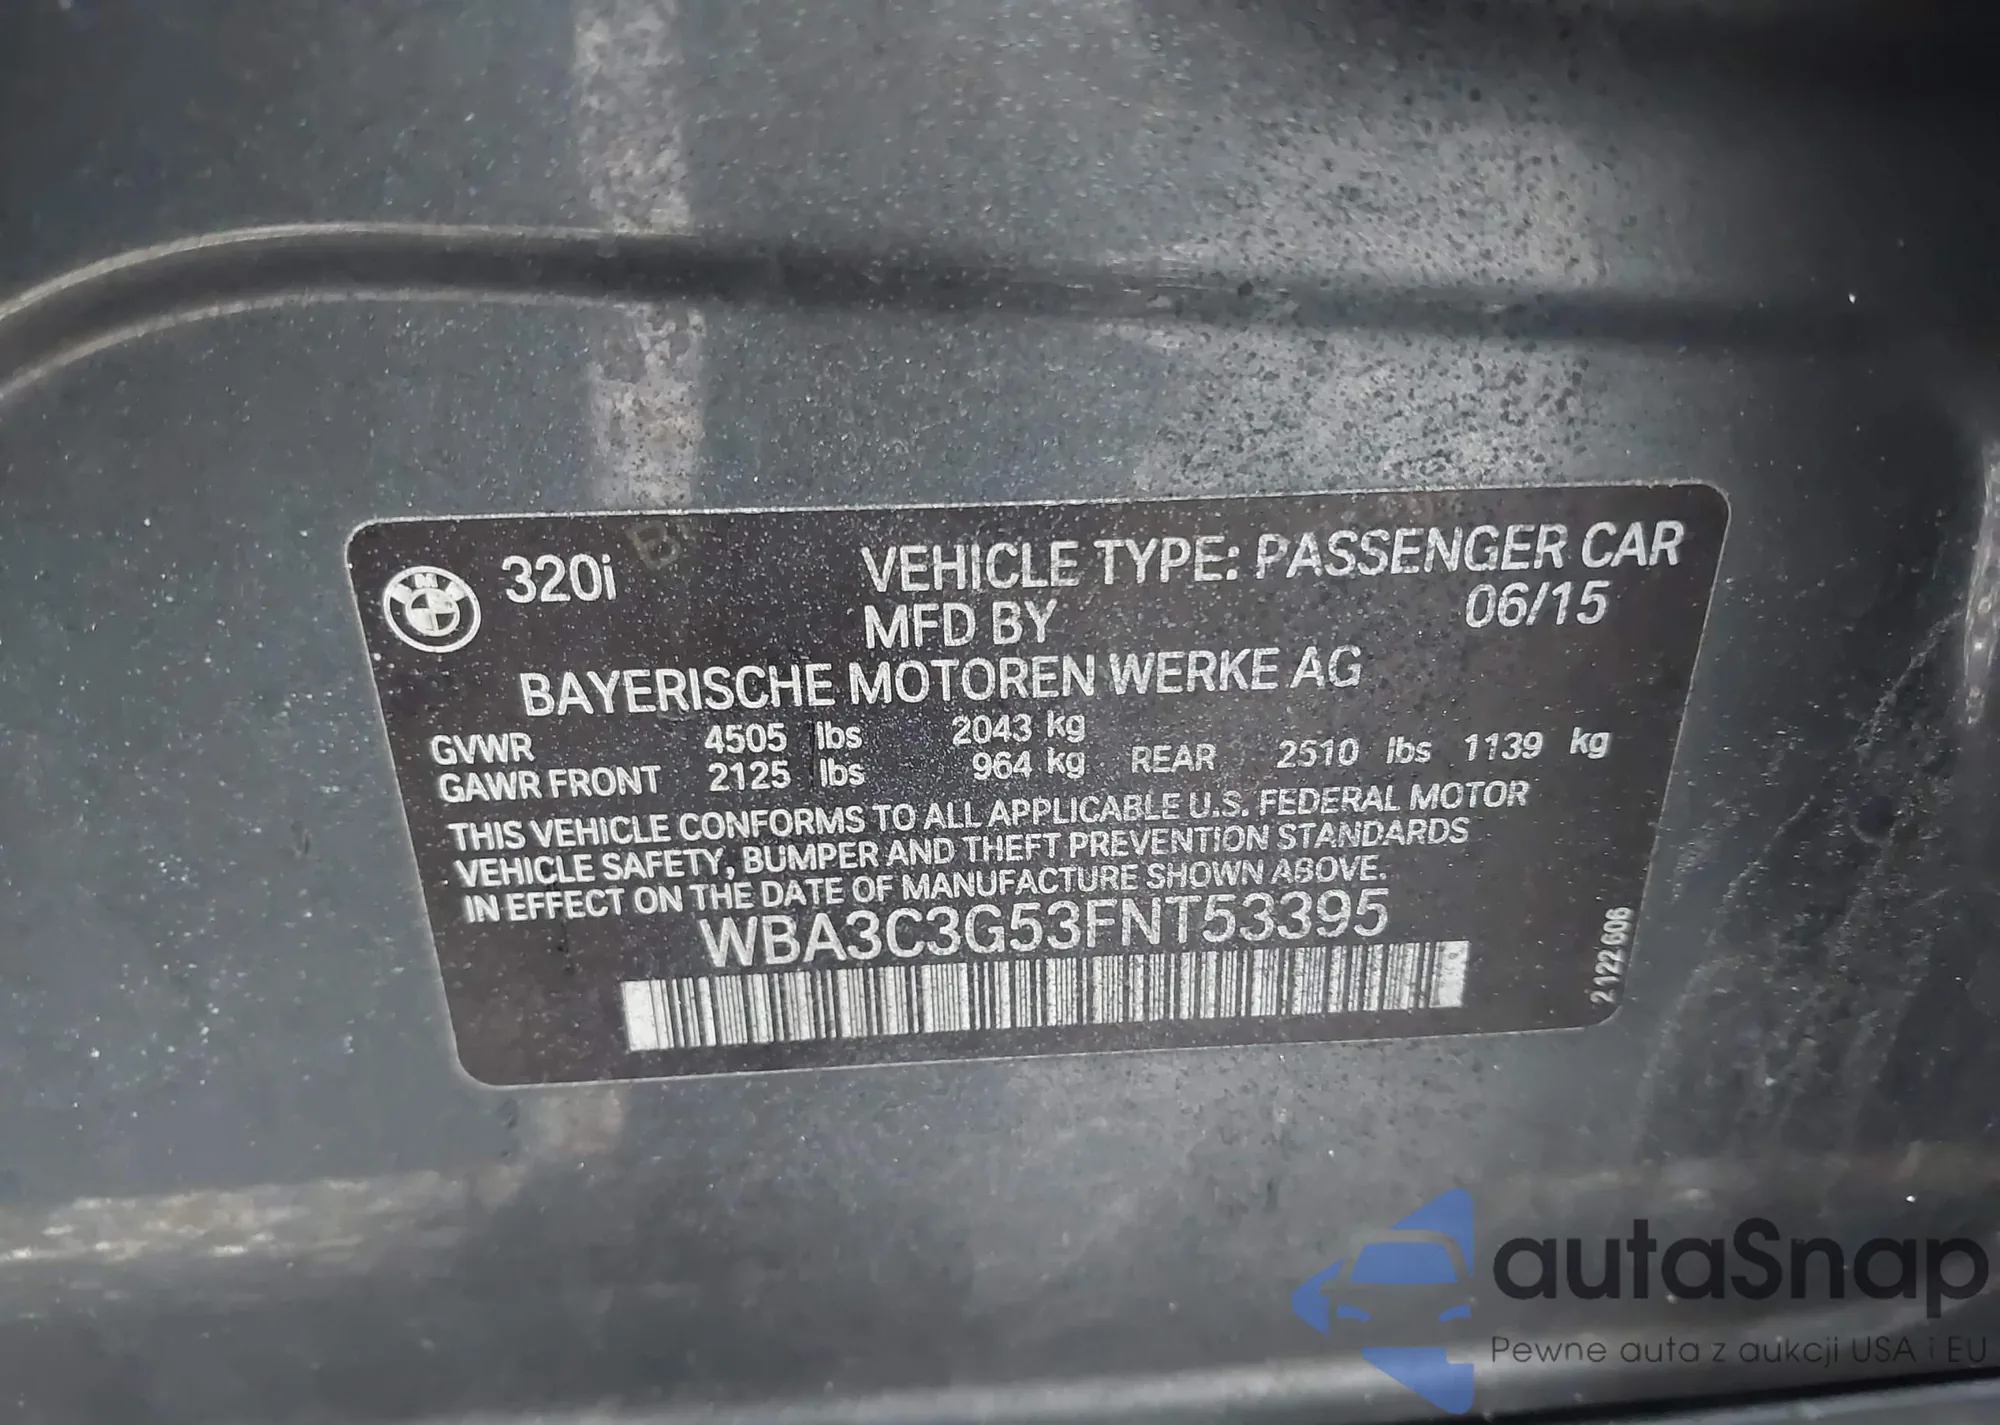 320i
VEHICLE TYPE: PASSENGER CAR
MFD BY 06/15
BAYERISCHE MOTOREN WERKE AG
GVWR 4505 lbs 2043 kg
GAWR FRONT 2125 lbs 964 kg REAR 2510 lbs 1139 kg
THIS VEHICLE CONFORMS TO ALL APPLICABLE U.S. FEDERAL MOTOR
VEHICLE SAFETY, BUMPER AND THEFT PREVENTION STANDARDS
IN EFFECT ON THE DATE OF MANUFACTURE SHOWN ABOVE.
WBA3C3G53FNT53395
2 122 606
autaSnap
Pewne auta z aukcji USA i EU